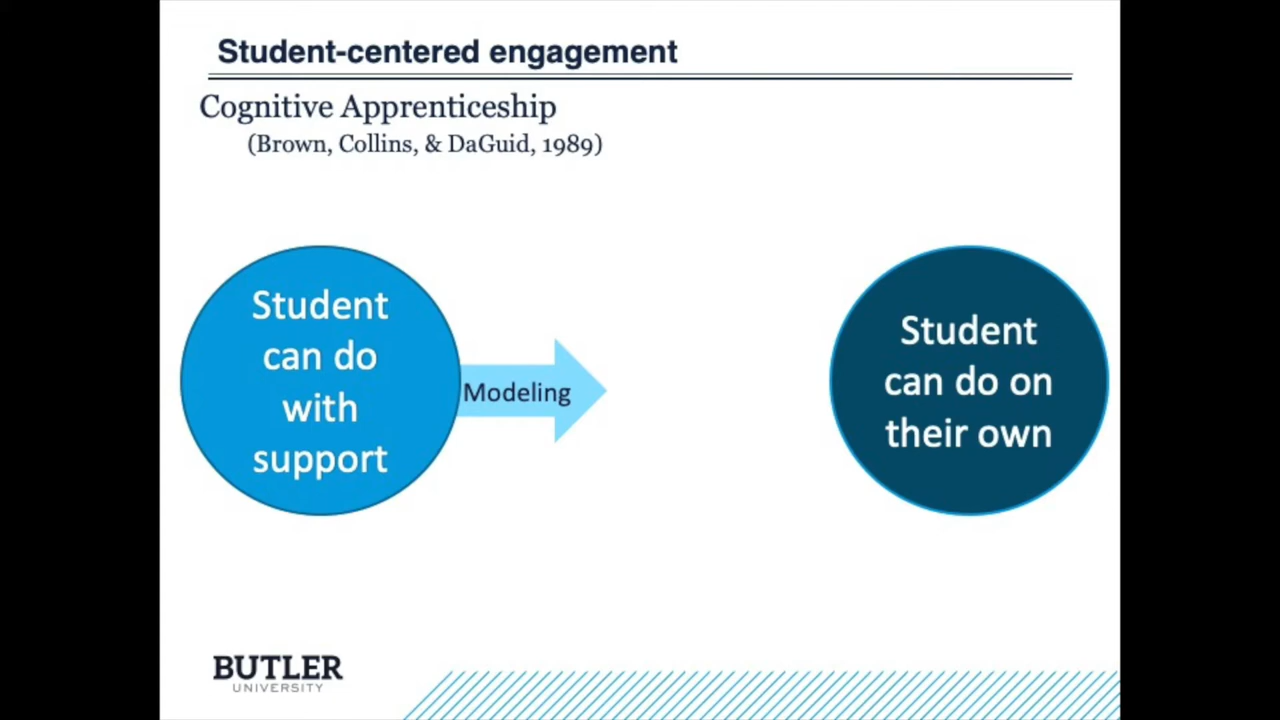 Student-centered engagement
Cognitive Apprenticeship
(Brown, Collins, & DaGuid, 1989)
Student
can do
with
support
Modeling
Student
can do on
their own
BUTLER
UNIVERSITY